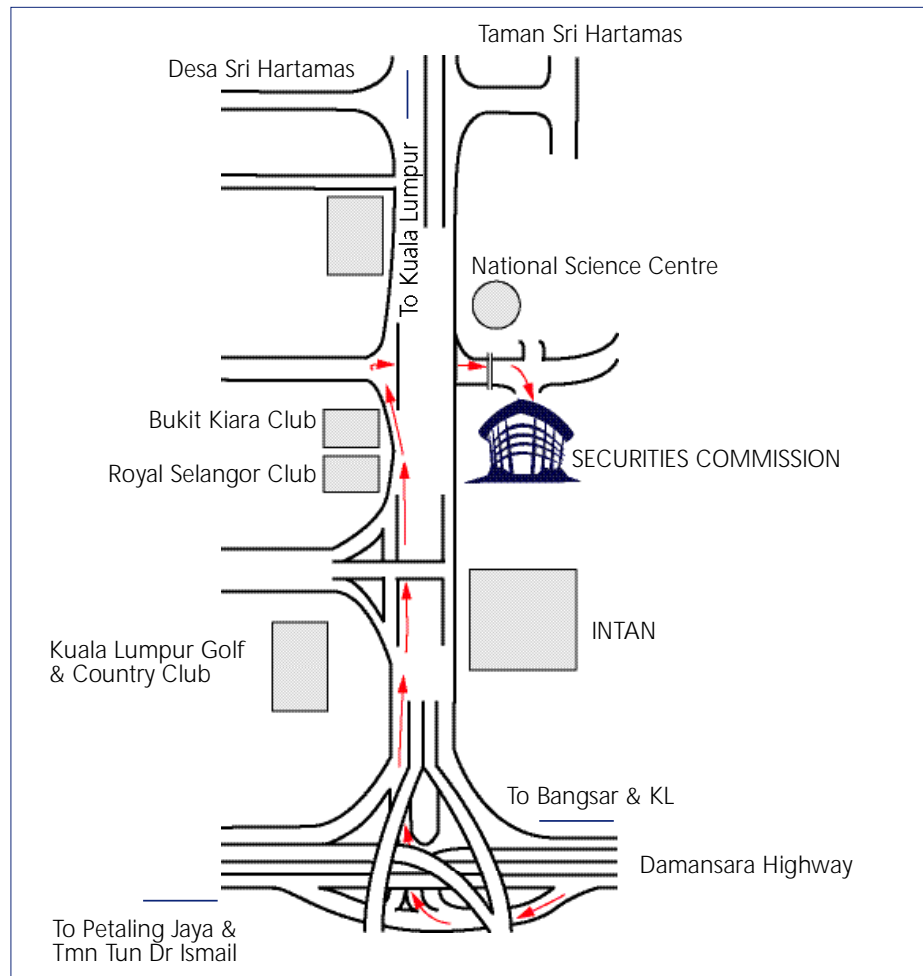 Taman Sri Hartamas
Desa Sri Hartamas
To Kuala Lumpur
National Science Centre
Bukit Kiara Club
Royal Selangor Club
SECURITIES COMMISSION
INTAN
Kuala Lumpur Golf
& Country Club
To Bangsar & KL
Damansara Highway
To Petaling Jaya &
Tmn Tun Dr Ismail